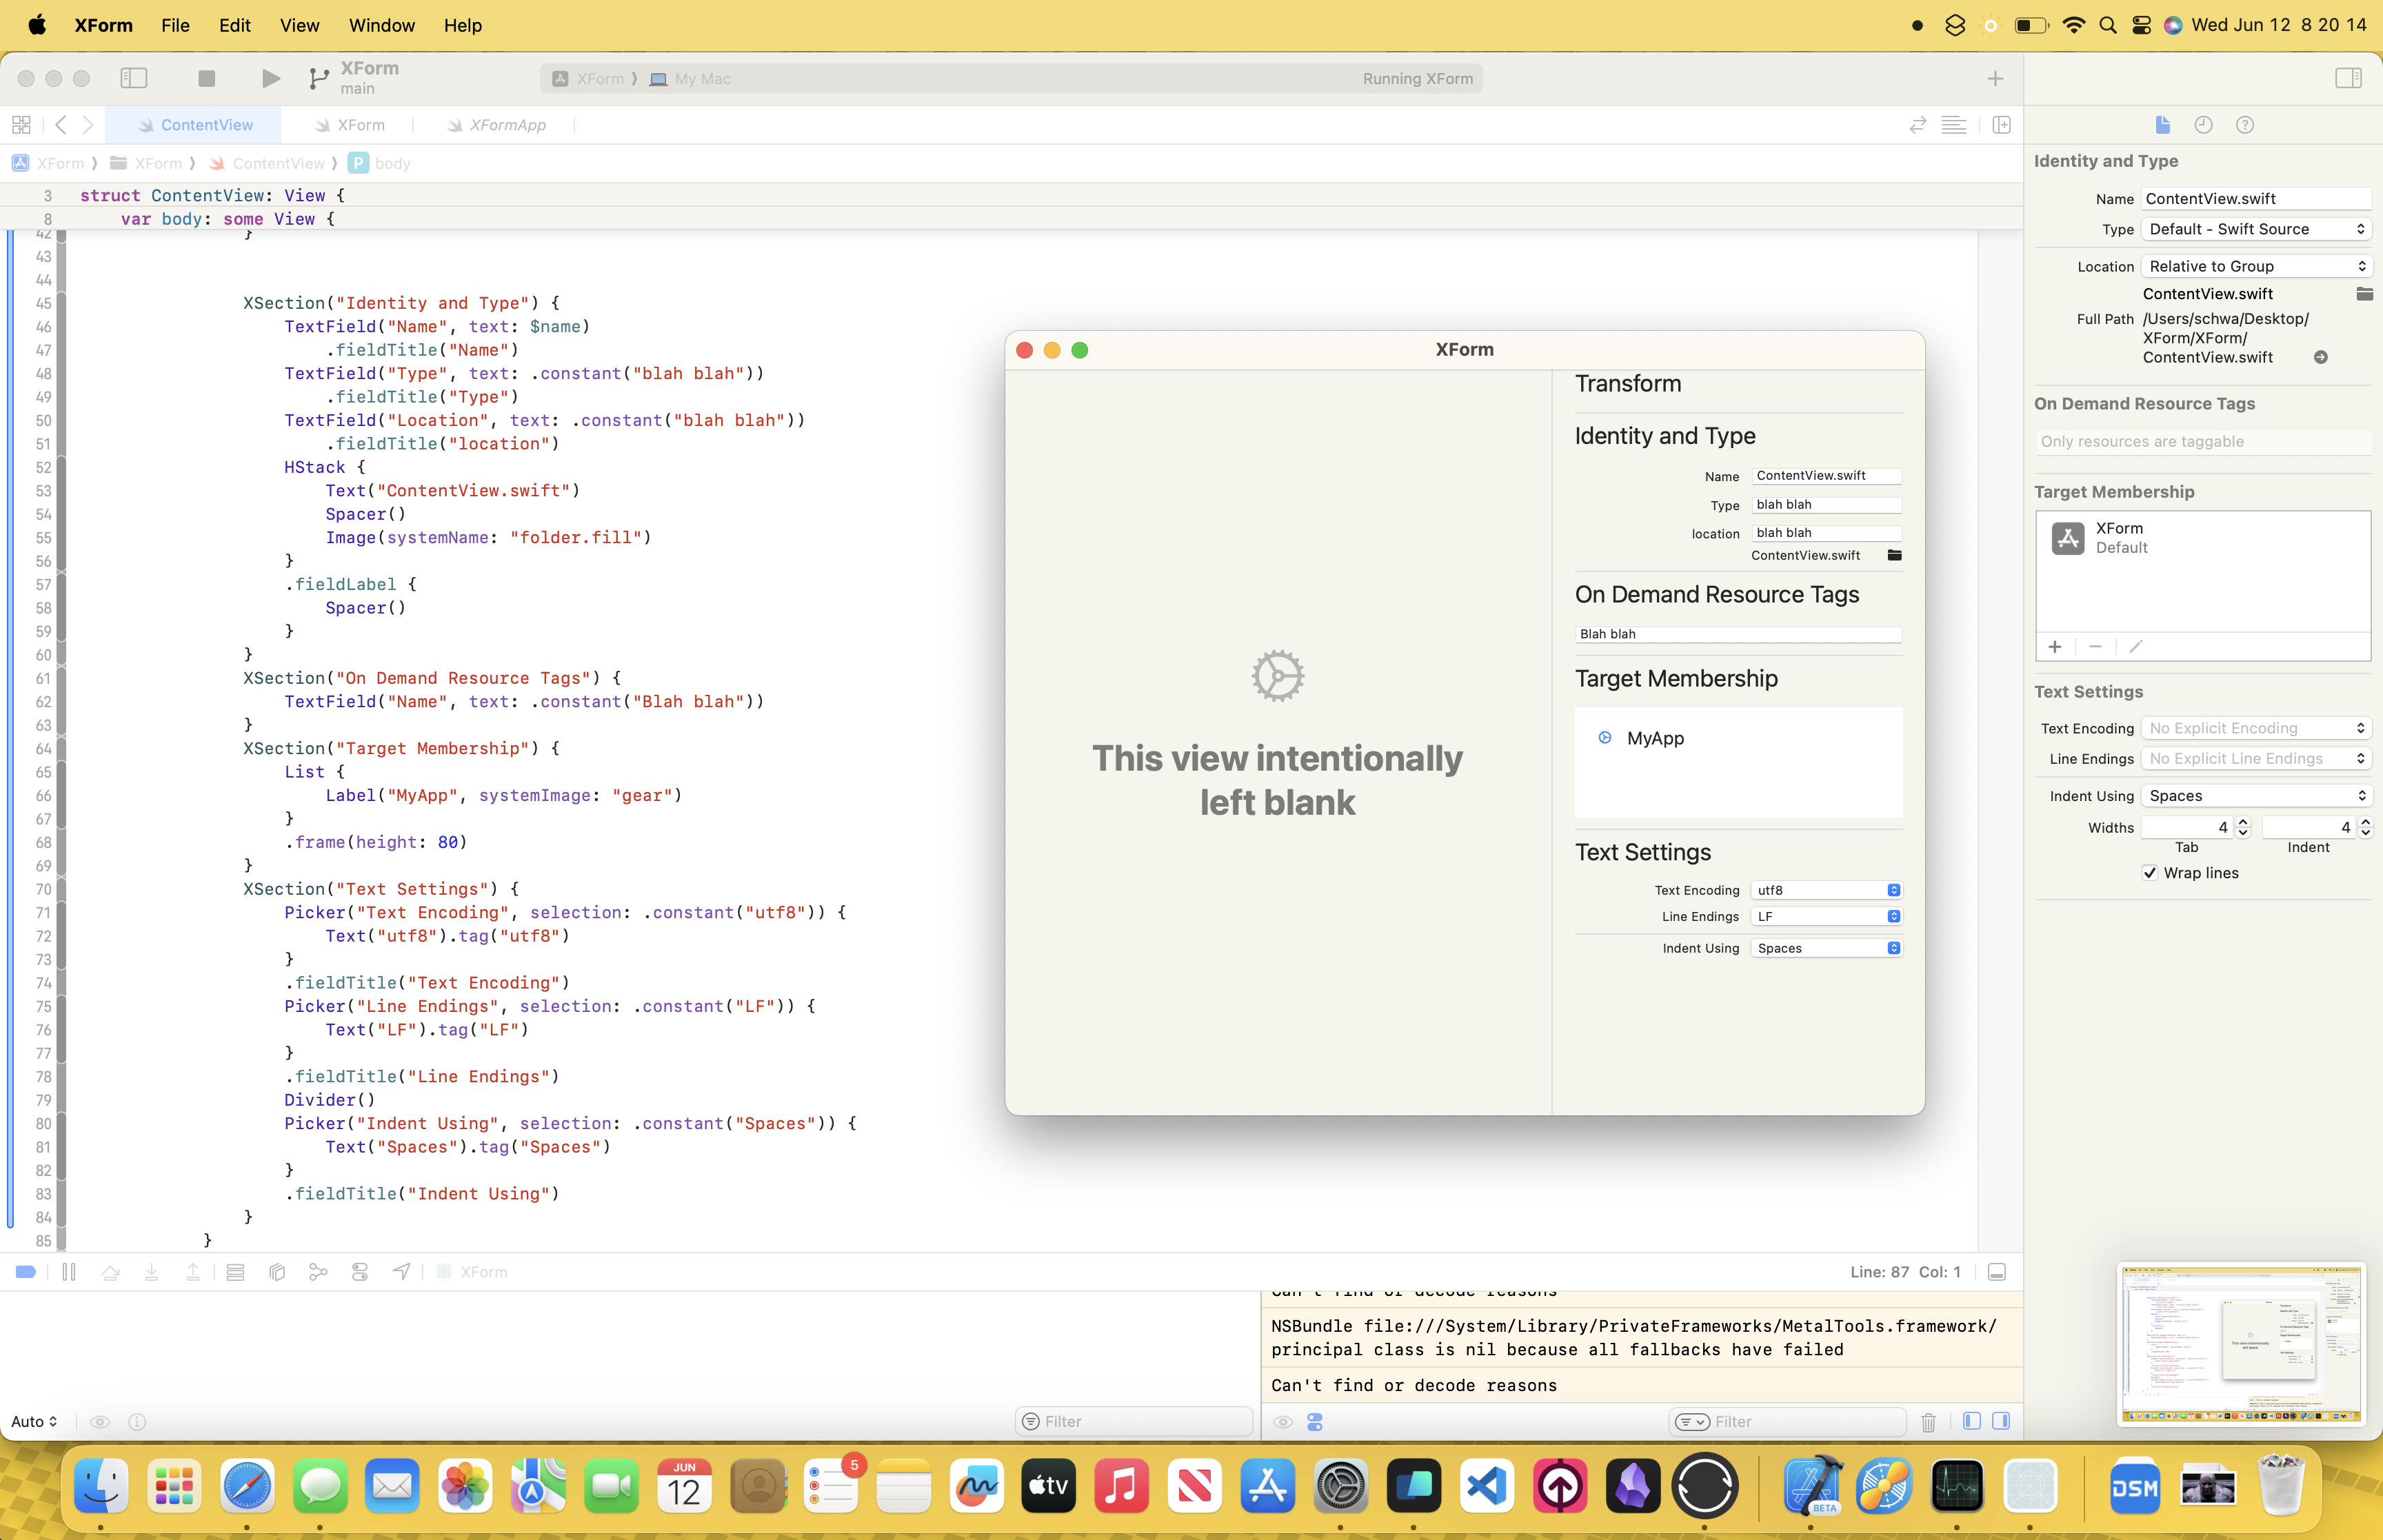 XForm File Edit View Window Help
Wed Jun 12 8 20 14
XForm
main
XForm My Mac
Running XForm
ContentView
XForm
XFormApp
XForm XForm ContentView P body
3 struct ContentView: View {
8 var body: some View {
42 }
43
44
45 XSection("Identity and Type") {
46 TextField("Name", text: $name)
47 .fieldTitle("Name")
48 TextField("Type", text: .constant("blah blah"))
49 .fieldTitle("Type")
50 TextField("Location", text: .constant("blah blah"))
51 .fieldTitle("location")
52 HStack {
53 Text("ContentView.swift")
54 Spacer()
55 Image(systemName: "folder.fill")
56 }
57 .fieldLabel {
58 Spacer()
59 }
60 }
61 XSection("On Demand Resource Tags") {
62 TextField("Name", text: .constant("Blah blah"))
63 }
64 XSection("Target Membership") {
65 List {
66 Label("MyApp", systemImage: "gear")
67 }
68 .frame(height: 80)
69 }
70 XSection("Text Settings") {
71 Picker("Text Encoding", selection: .constant("utf8")) {
72 Text("utf8").tag("utf8")
73 }
74 .fieldTitle("Text Encoding")
75 Picker("Line Endings", selection: .constant("LF")) {
76 Text("LF").tag("LF")
77 }
78 .fieldTitle("Line Endings")
79 Divider()
80 Picker("Indent Using", selection: .constant("Spaces")) {
81 Text("Spaces").tag("Spaces")
82 }
83 .fieldTitle("Indent Using")
84 }
85 }
XForm
This view intentionally
left blank
Transform
Identity and Type
Name ContentView.swift
Type blah blah
location blah blah
ContentView.swift
On Demand Resource Tags
Blah blah
Target Membership
MyApp
Text Settings
Text Encoding utf8
Line Endings LF
Indent Using Spaces
Identity and Type
Name ContentView.swift
Type Default - Swift Source
Location Relative to Group
ContentView.swift
Full Path /Users/schwa/Desktop/
XForm/XForm/
ContentView.swift
On Demand Resource Tags
Only resources are taggable
Target Membership
XForm
Default
Text Settings
Text Encoding No Explicit Encoding
Line Endings No Explicit Line Endings
Indent Using Spaces
Widths 4 4
Tab Indent
Wrap lines
XForm
Line: 87 Col: 1
Can't find or decode reasons
NSBundle file:///System/Library/PrivateFrameworks/MetalTools.framework/
principal class is nil because all fallbacks have failed
Can't find or decode reasons
Auto
Filter
Filter
JUN
12
5
tv
BETA
DSM